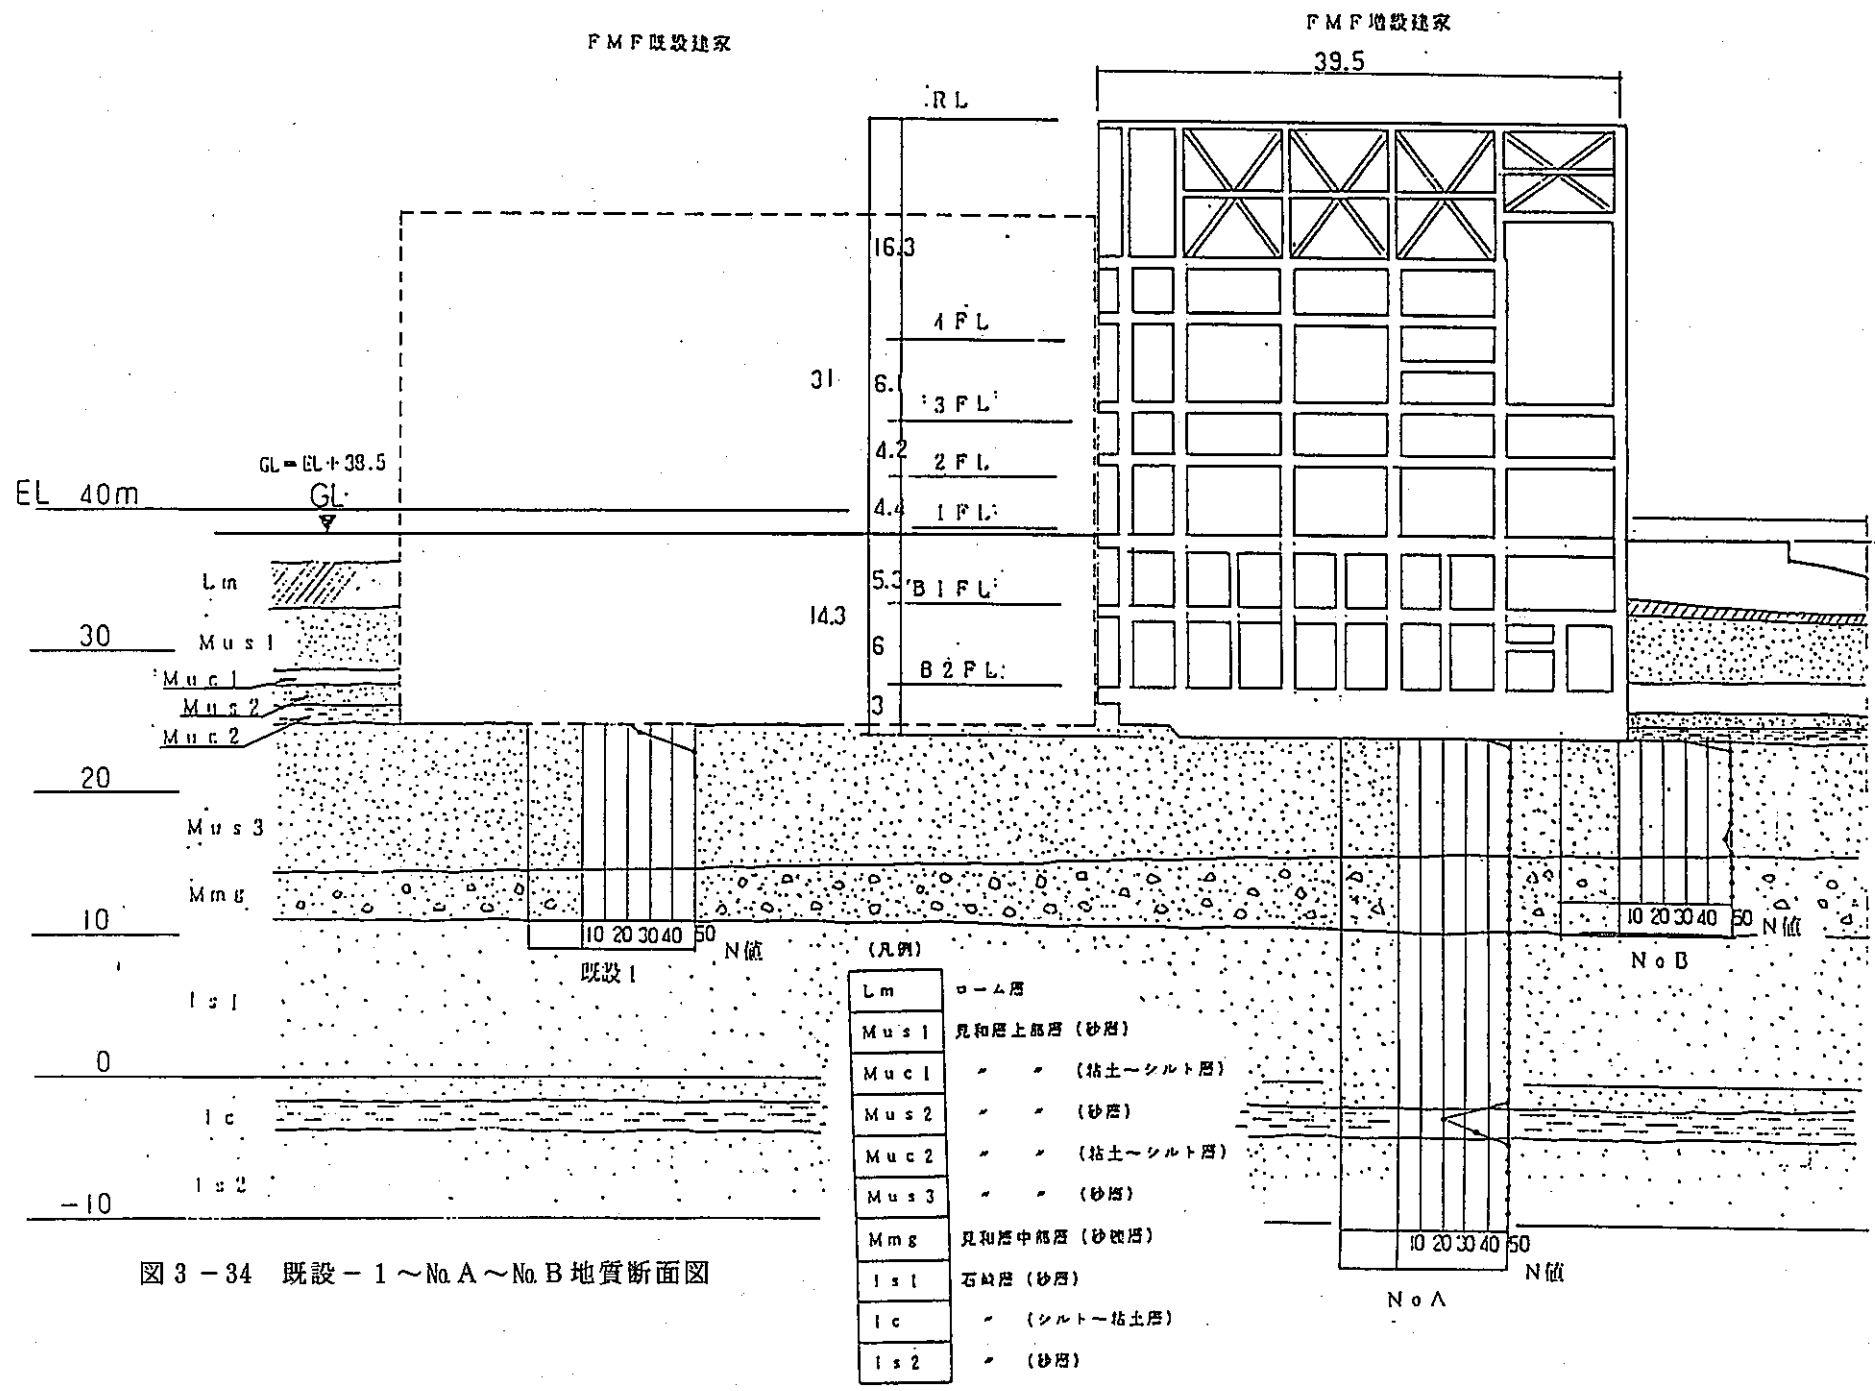 FMF既設建家
FMF増設建家
39.5
RL
16.3
4FL
31
6.1
3FL
4.2
2FL
GL=EL+38.5
EL 40m
GL
4.4
1FL
Lm
5.3
B1FL
14.3
30
Mus1
6
B2FL
Muc1
Mus2
3
Muc2
20
Mus3
Mmg
10
10 20 30 40 50
N値
既設1
10 20 30 40 50
N値
NoB
(凡例)
Lm ローム層
Mus1 見和層上部層 (砂層)
Muc1 〃 〃 (粘土~シルト層)
Mus2 〃 〃 (砂層)
Muc2 〃 〃 (粘土~シルト層)
Mus3 〃 〃 (砂層)
Mmg 見和層中部層 (砂礫層)
Is1 石崎層 (砂層)
Ic 〃 (シルト~粘土層)
Is2 〃 (砂層)
Is1
0
Ic
Is2
-10
10 20 30 40 50
N値
NoA
図3-34 既設-1~No.A~No.B地質断面図